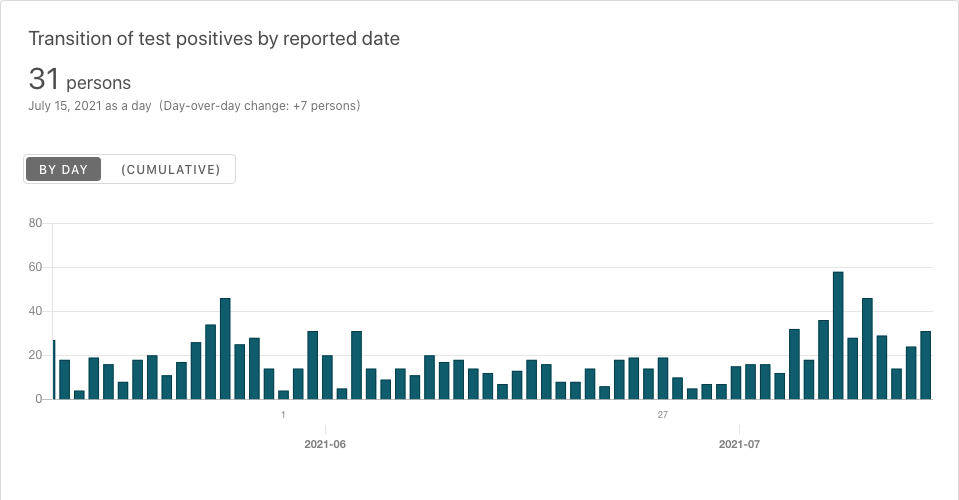 Transition of test positives by reported date
31 persons
July 15, 2021 as a day (Day-over-day change: +7 persons)
BY DAY (CUMULATIVE)
80
60
40
20
0
1 27
2021-06 2021-07